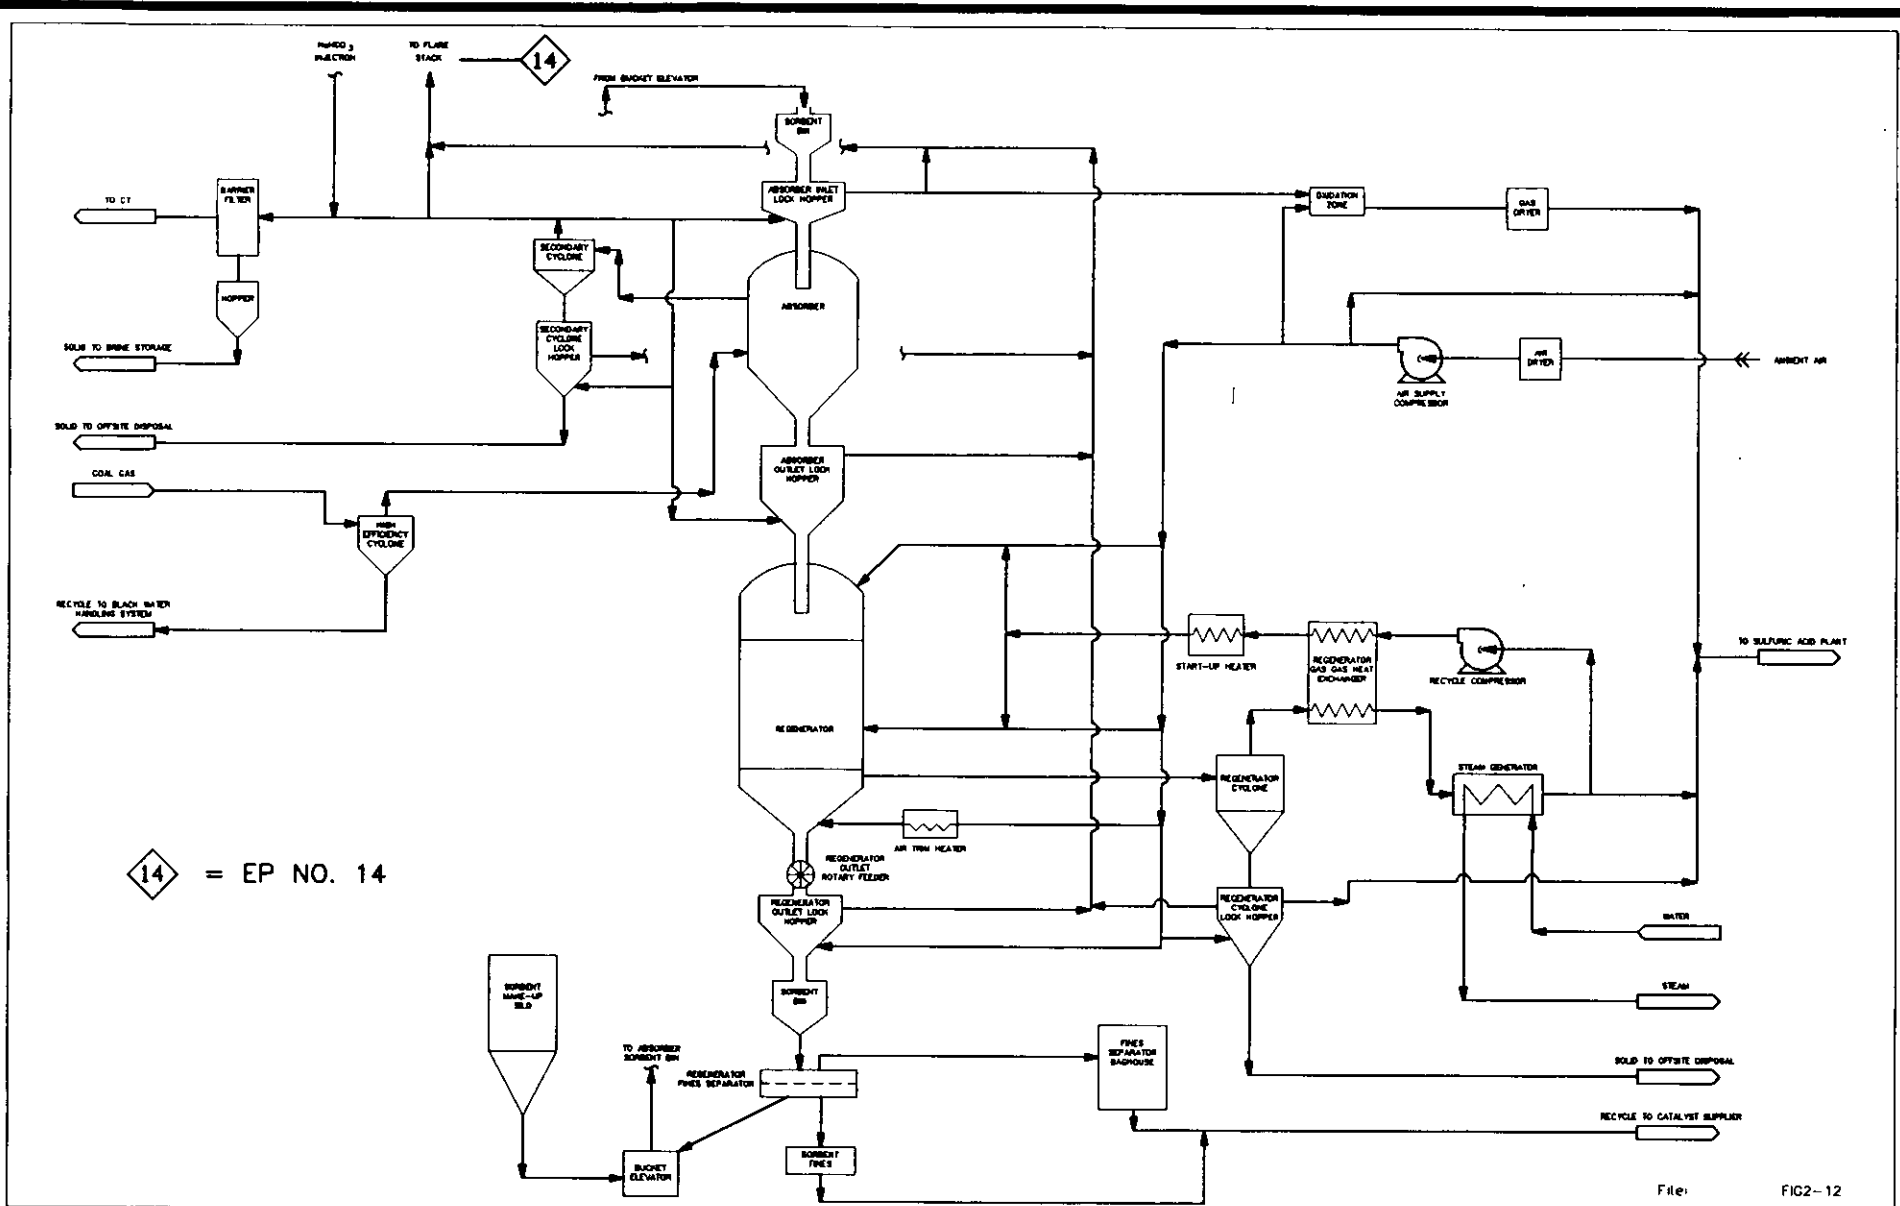 NaHCO3
INJECTION
TO FLARE
STACK
14
FROM BUCKET ELEVATOR
SORBENT
BIN
BARRIER
FILTER
ABSORBER INLET
LOCK HOPPER
OXIDATION
ZONE
GAS
DRYER
TO CT
SECONDARY
CYCLONE
HOPPER
ABSORBER
SECONDARY
CYCLONE
LOCK
HOPPER
SOLID TO BRINE STORAGE
AIR
DRYER
AMBIENT AIR
AIR SUPPLY
COMPRESSOR
SOLID TO OFFSITE DISPOSAL
COAL GAS
ABSORBER
OUTLET LOCK
HOPPER
HIGH
EFFICIENCY
CYCLONE
RECYCLE TO BLACK WATER
HANDLING SYSTEM
START-UP HEATER
REGENERATOR
GAS GAS HEAT
EXCHANGER
RECYCLE COMPRESSOR
TO SULFURIC ACID PLANT
REGENERATOR
STEAM GENERATOR
REGENERATOR
CYCLONE
AIR TRIM HEATER
14 = EP NO. 14
REGENERATOR
OUTLET
ROTARY FEEDER
REGENERATOR
OUTLET LOCK
HOPPER
REGENERATOR
CYCLONE
LOCK HOPPER
WATER
SORBENT
MAKE-UP
SILO
SORBENT
BIN
STEAM
TO ABSORBER
SORBENT BIN
REGENERATOR
FINES SEPARATOR
FINES
SEPARATOR
BAGHOUSE
SOLID TO OFFSITE DISPOSAL
RECYCLE TO CATALYST SUPPLIER
BUCKET
ELEVATOR
SORBENT
FINES
File:
FIG2-12